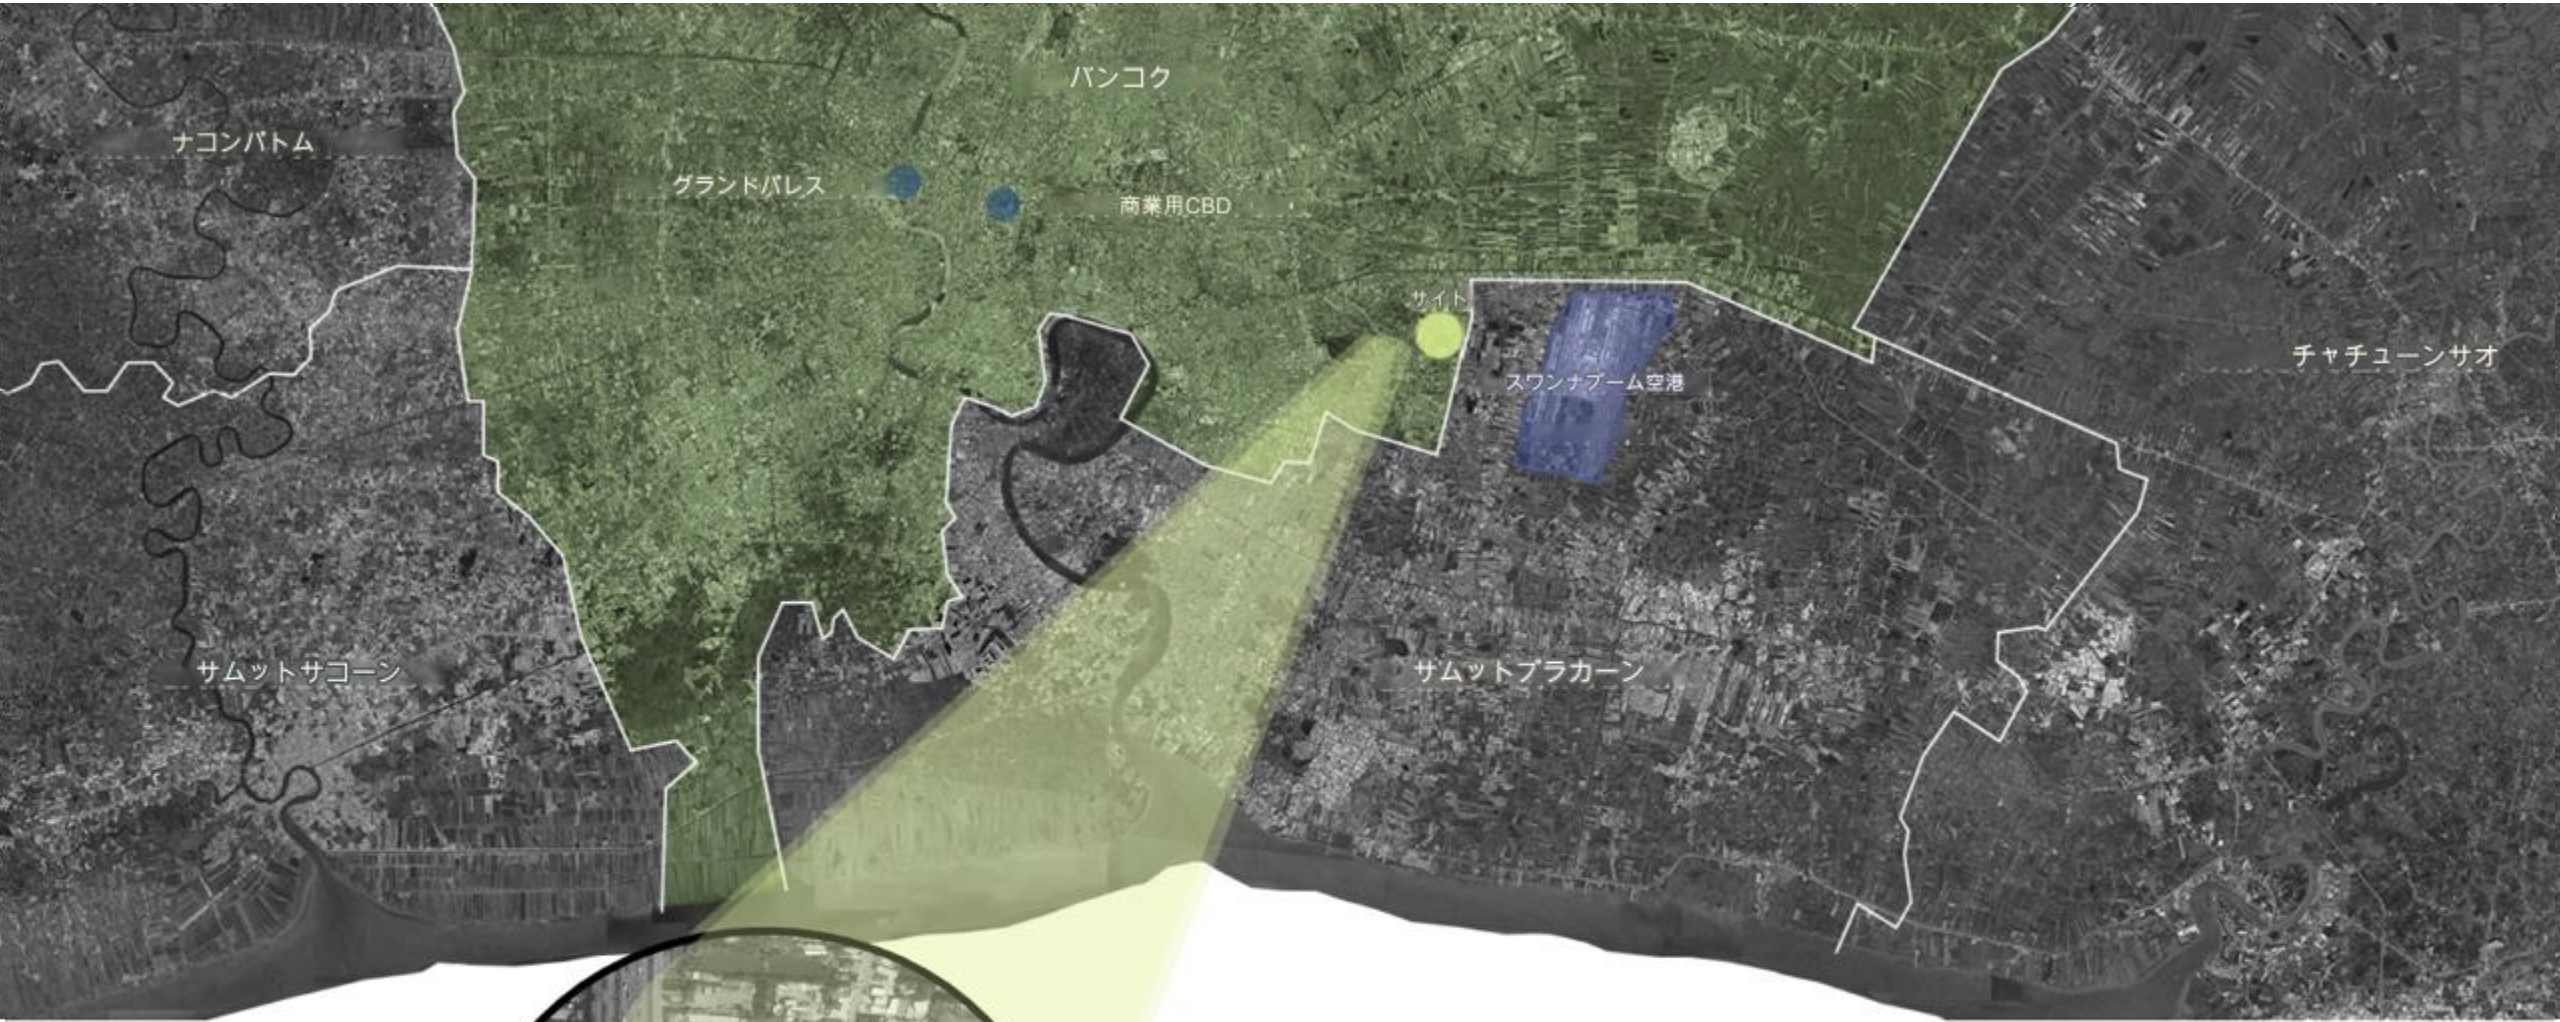 バンコク
ナコンパトム
グランドパレス
商業用CBD
サイト
チャチューンサオ
スワンナプーム空港
サムットサコーン
サムットプラカーン